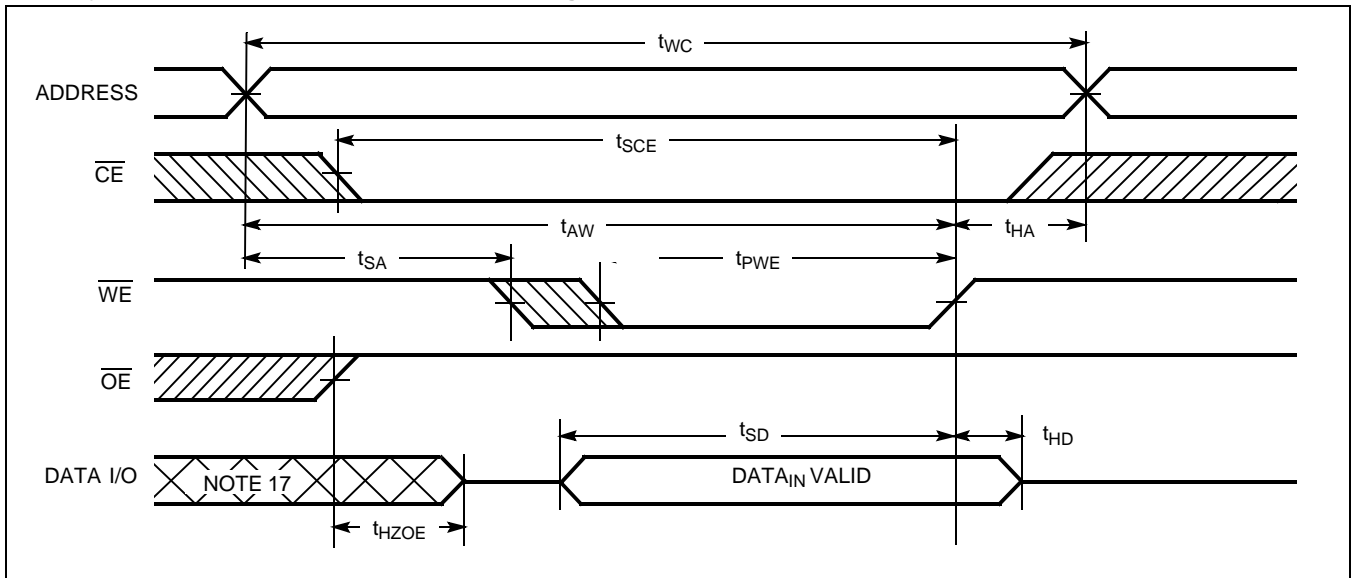 tWC
ADDRESS
tSCE
CE
tAW
tHA
tSA
tPWE
WE
OE
tSD
tHD
DATA I/O
NOTE 17
DATAIN VALID
tHZOE